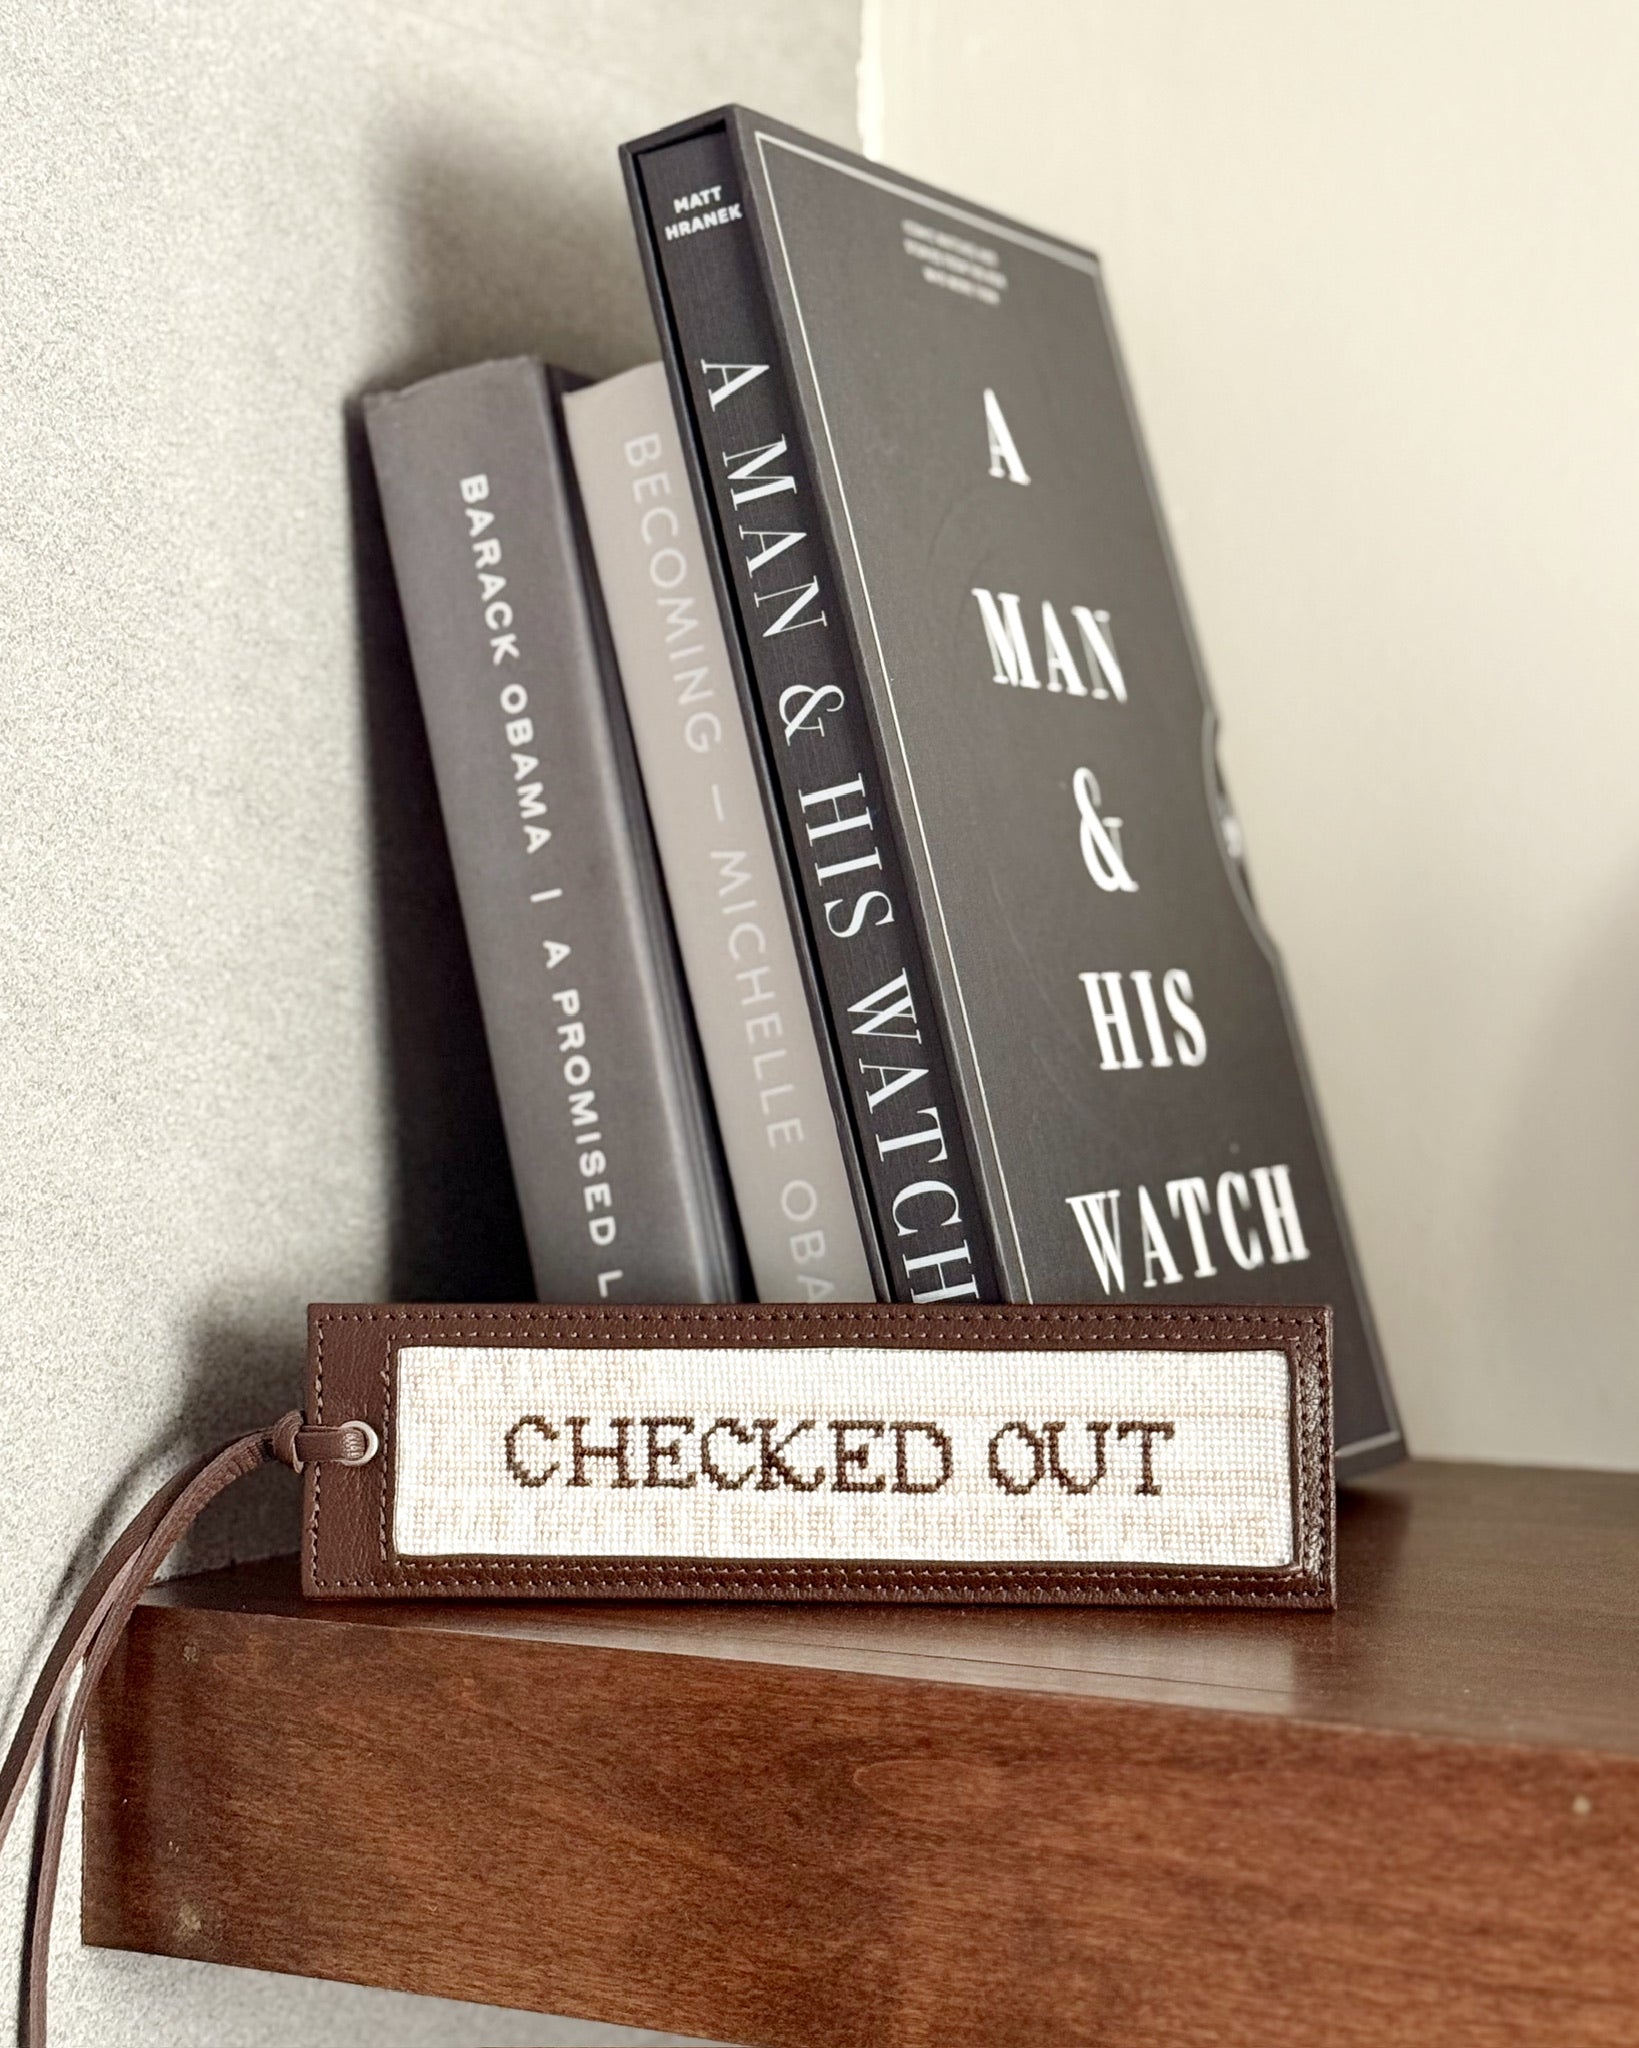 BARACK OBAMA | A PROMISED L
BECOMING — MICHELLE OBA
MATT
HRANEK
A MAN & HIS WATCH
A
MAN
&
HIS
WATCH
CHECKED OUT